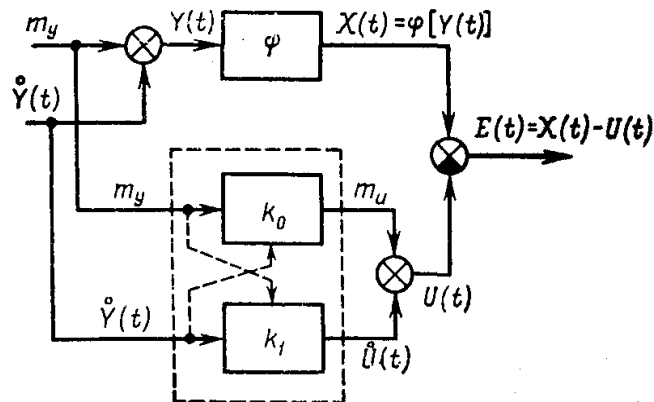 m_y
Y(t)
φ
X(t)=φ[Y(t)]
Y̊(t)
E(t)=X(t)-U(t)
m_y
k_0
m_u
Y̊(t)
k_1
U(t)
Ů(t)